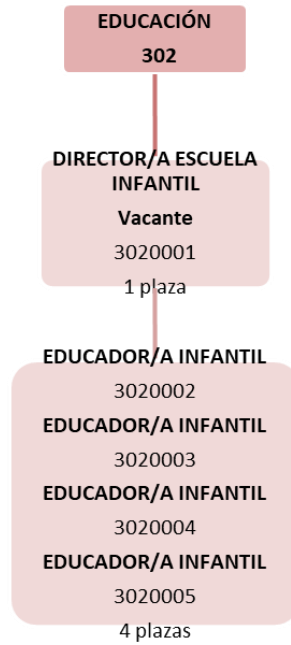 EDUCACIÓN
302
DIRECTOR/A ESCUELA
INFANTIL
Vacante
3020001
1 plaza
EDUCADOR/A INFANTIL
3020002
EDUCADOR/A INFANTIL
3020003
EDUCADOR/A INFANTIL
3020004
EDUCADOR/A INFANTIL
3020005
4 plazas